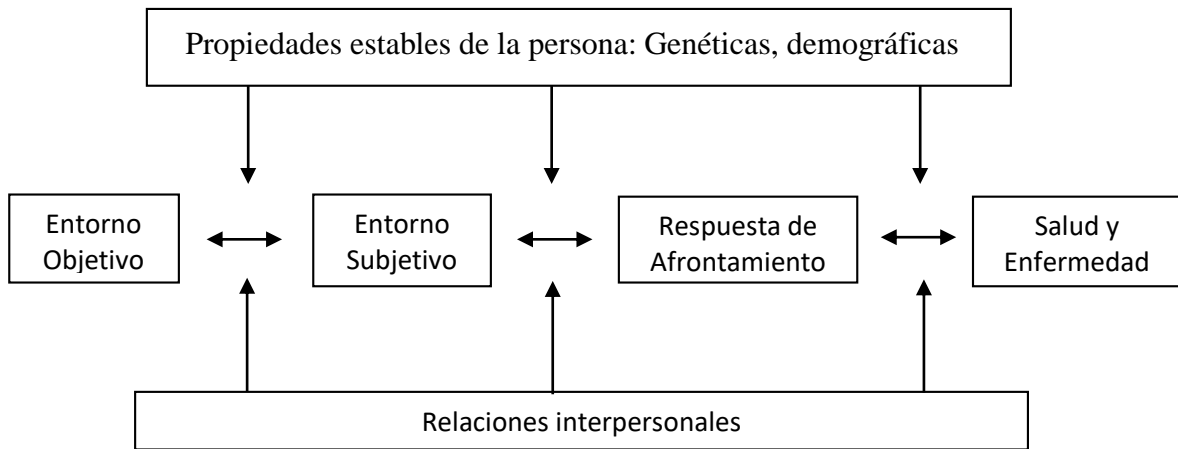 Propiedades estables de la persona: Genéticas, demográficas
Entorno
Objetivo
Entorno
Subjetivo
Respuesta de
Afrontamiento
Salud y
Enfermedad
Relaciones interpersonales